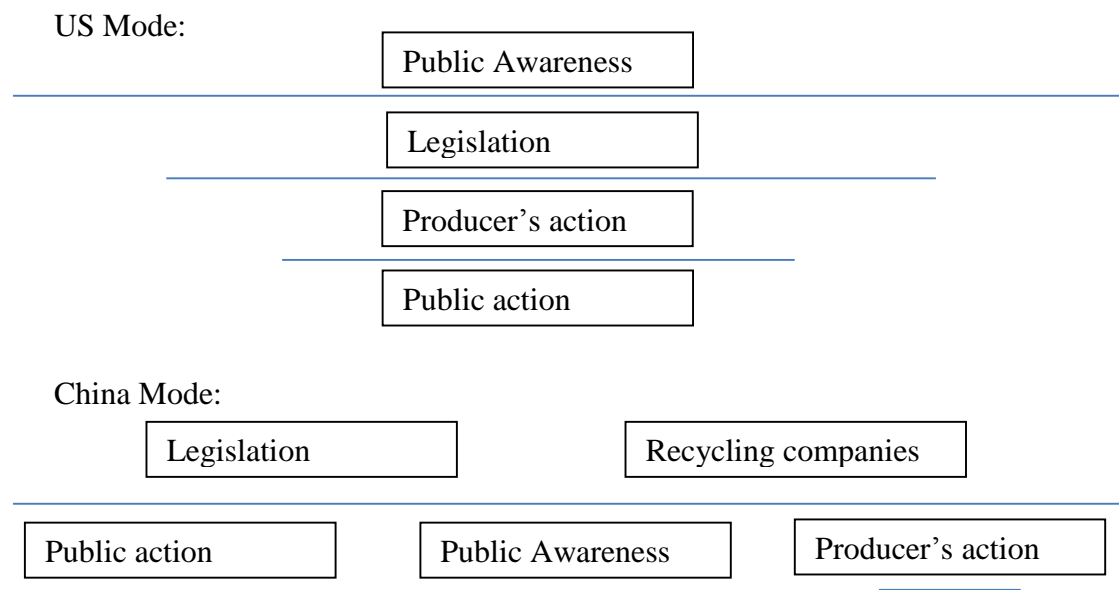 US Mode:
Public Awareness
Legislation
Producer’s action
Public action
China Mode:
Legislation
Recycling companies
Public action
Public Awareness
Producer’s action